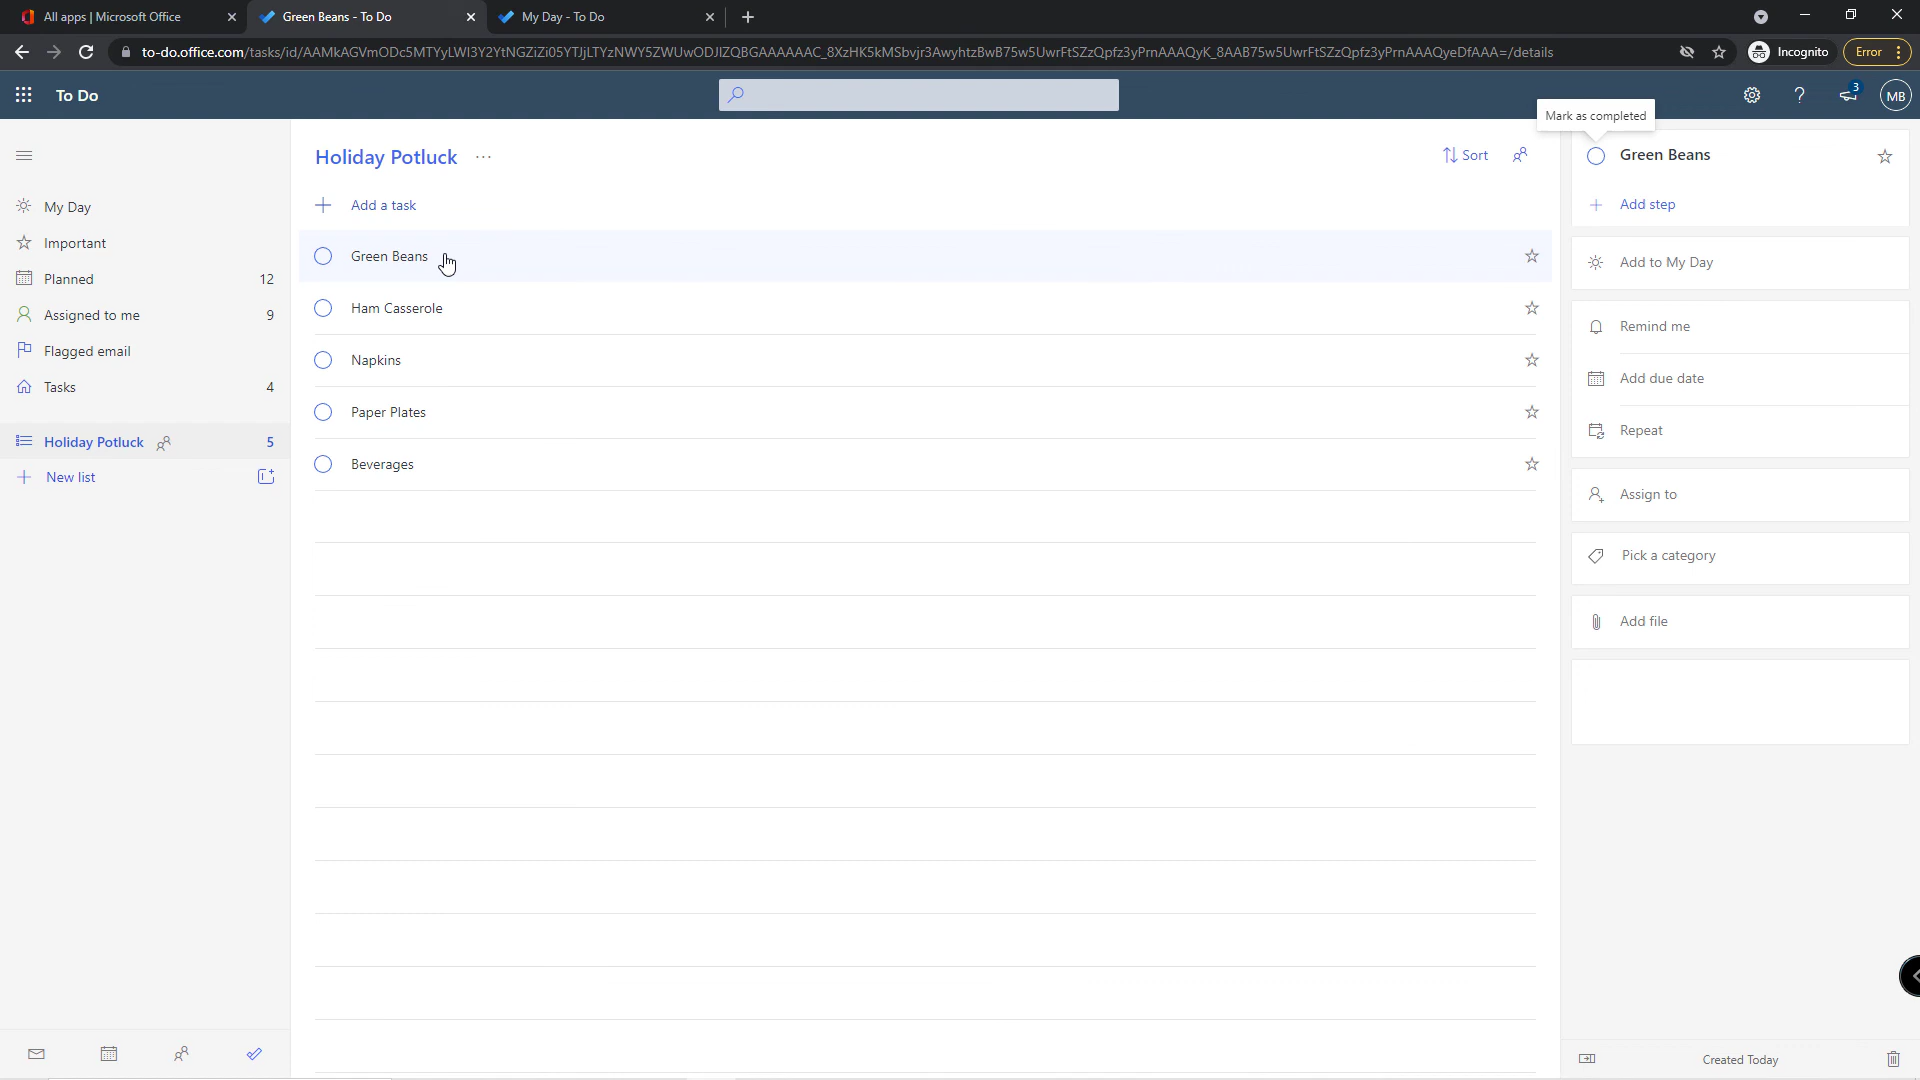 All apps | Microsoft Office
Green Beans - To Do
My Day - To Do
to-do.office.com/tasks/id/AAMkAGVmODc5MTYyLWI3Y2YtNGZiZi05YTJjLTYzNWY5ZWUwODJlZQBGAAAAAAC_8XzHK5kMSbvjr3AwyhtzBwB75w5UwrFtSZzQpfz3yPrnAAAQyK_8AAB75w5UwrFtSZzQpfz3yPrnAAAQyeDfAAA=/details
Incognito
Error
To Do
3
MB
Mark as completed
My Day
Important
Planned 12
Assigned to me 9
Flagged email
Tasks 4
Holiday Potluck 5
New list
Holiday Potluck ...
Sort
Add a task
Green Beans
Ham Casserole
Napkins
Paper Plates
Beverages
Green Beans
Add step
Add to My Day
Remind me
Add due date
Repeat
Assign to
Pick a category
Add file
Created Today